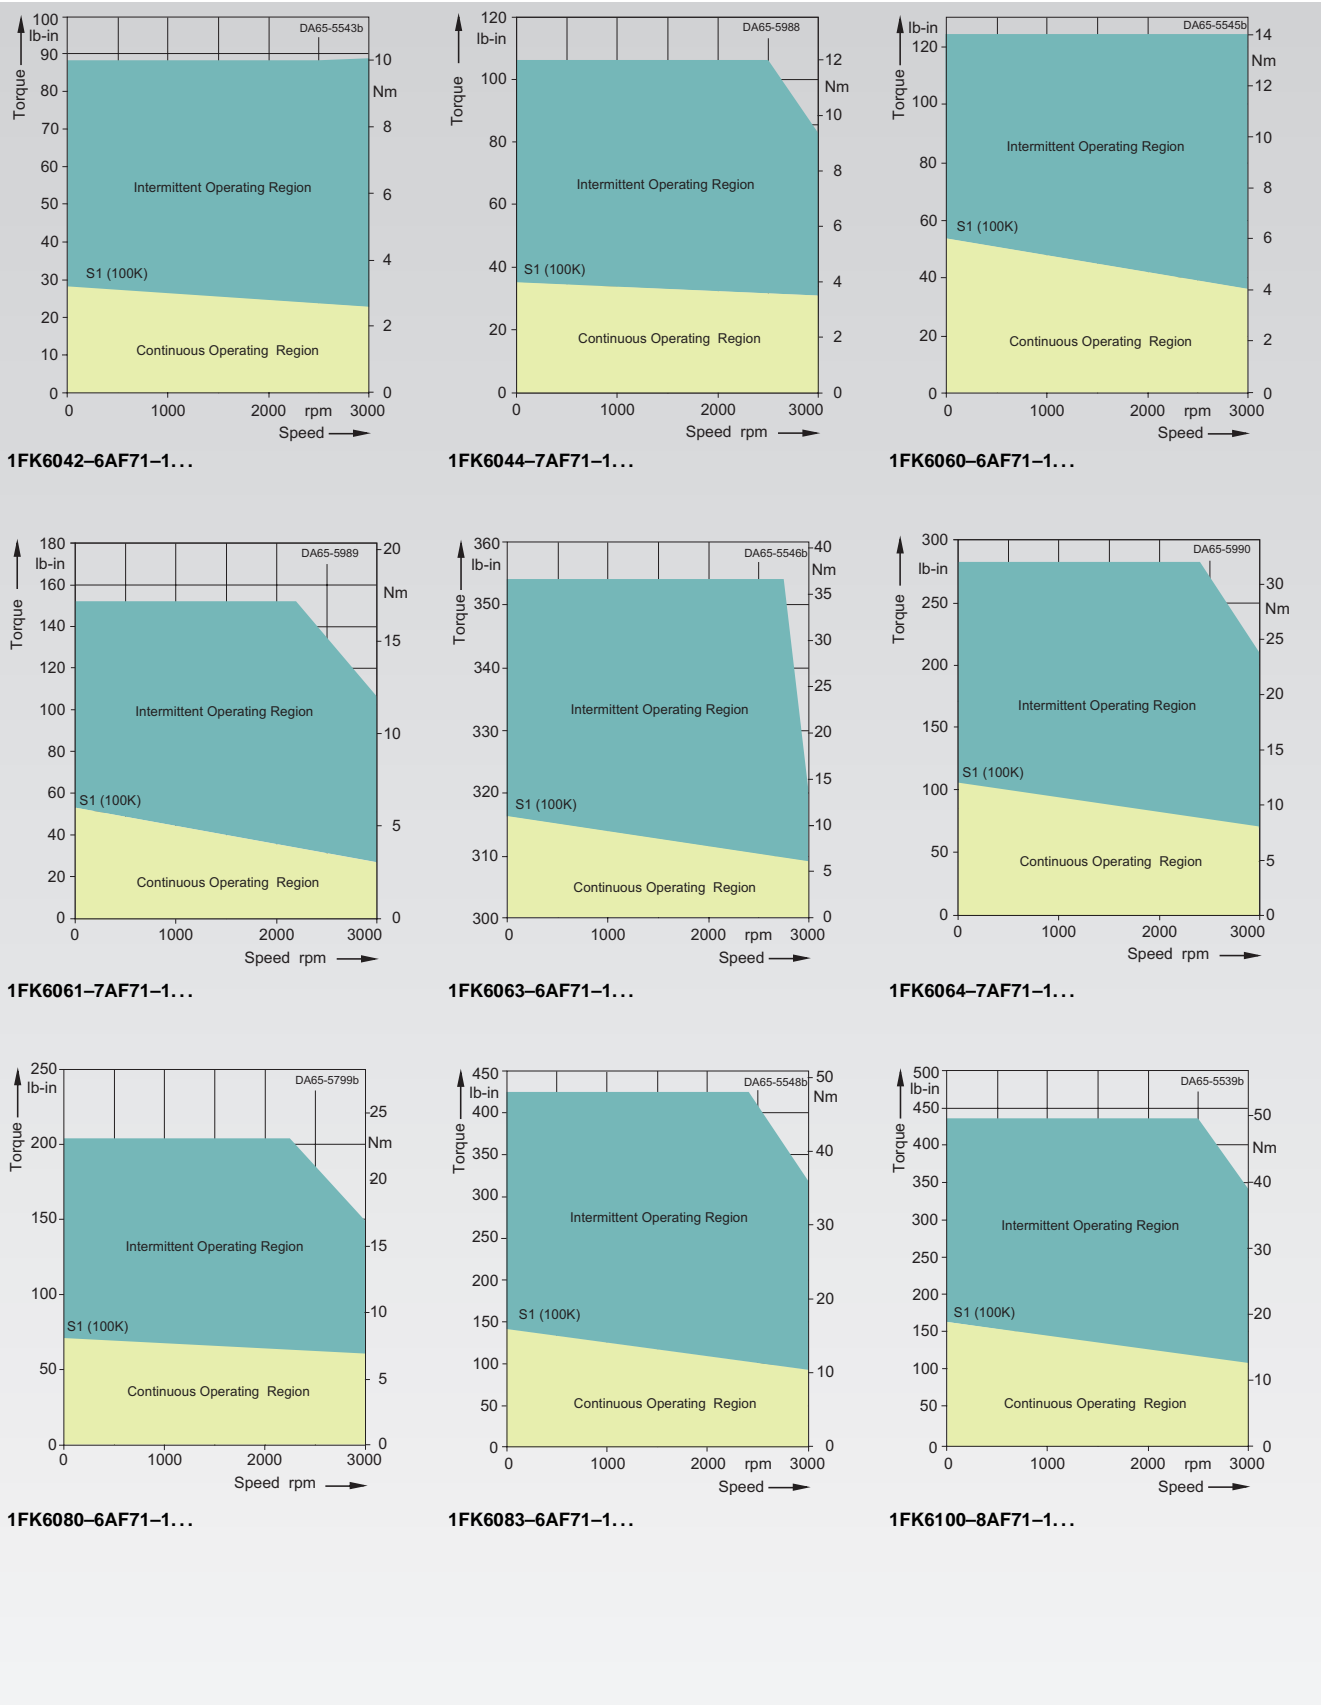 100
lb-in
90
80
70
60
50
40
30
20
10
0
Torque
DA65-5543b
10
Nm
8
6
4
2
0
Intermittent Operating Region
S1 (100K)
Continuous Operating Region
0 1000 2000 rpm 3000
Speed
1FK6042–6AF71–1...
120
lb-in
100
80
60
40
20
0
Torque
DA65-5988
12
Nm
10
8
6
4
2
0
Intermittent Operating Region
S1 (100K)
Continuous Operating Region
0 1000 2000 3000
Speed rpm
1FK6044–7AF71–1...
lb-in
120
100
80
60
40
20
0
Torque
DA65-5545b
14
Nm
12
10
8
6
4
2
0
Intermittent Operating Region
S1 (100K)
Continuous Operating Region
0 1000 2000 rpm 3000
Speed
1FK6060–6AF71–1...
180
lb-in
160
140
120
100
80
60
40
20
0
Torque
DA65-5989
20
Nm
15
10
5
0
Intermittent Operating Region
S1 (100K)
Continuous Operating Region
0 1000 2000 3000
Speed rpm
1FK6061–7AF71–1...
360
lb-in
350
340
330
320
310
300
Torque
DA65-5546b
40
Nm
35
30
25
20
15
10
5
0
Intermittent Operating Region
S1 (100K)
Continuous Operating Region
0 1000 2000 rpm 3000
Speed
1FK6063–6AF71–1...
300
lb-in
250
200
150
100
50
0
Torque
DA65-5990
30
Nm
25
20
15
10
5
0
Intermittent Operating Region
S1 (100K)
Continuous Operating Region
0 1000 2000 3000
Speed rpm
1FK6064–7AF71–1...
250
lb-in
200
150
100
50
0
Torque
DA65-5799b
25
Nm
20
15
10
5
0
Intermittent Operating Region
S1 (100K)
Continuous Operating Region
0 1000 2000 3000
Speed rpm
1FK6080–6AF71–1...
450
lb-in
400
350
300
250
200
150
100
50
0
Torque
DA65-5548b
50
Nm
40
30
20
10
0
Intermittent Operating Region
S1 (100K)
Continuous Operating Region
0 1000 2000 rpm 3000
Speed
1FK6083–6AF71–1...
500
lb-in
450
400
350
300
250
200
150
100
50
0
Torque
DA65-5539b
50
Nm
40
30
20
10
0
Intermittent Operating Region
S1 (100K)
Continuous Operating Region
0 1000 2000 rpm 3000
Speed
1FK6100–8AF71–1...